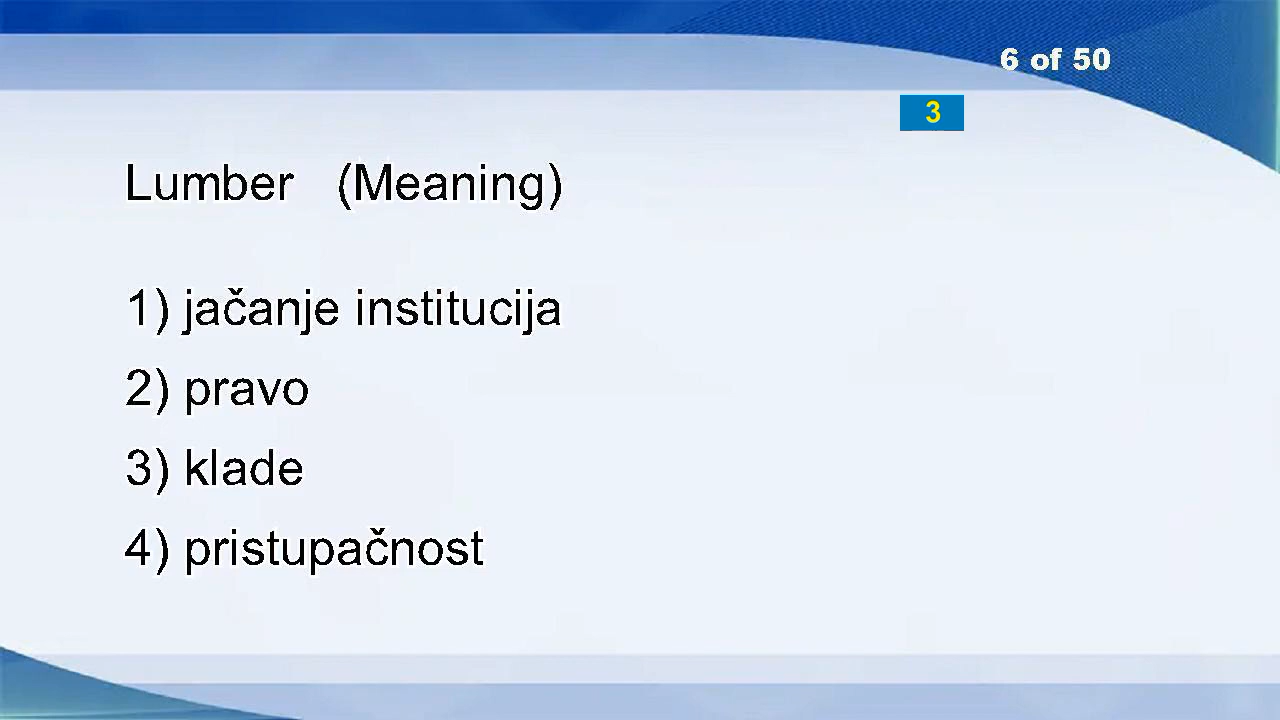 6 of 50
3
Lumber (Meaning)
1) jačanje institucija
2) pravo
3) klade
4) pristupačnost